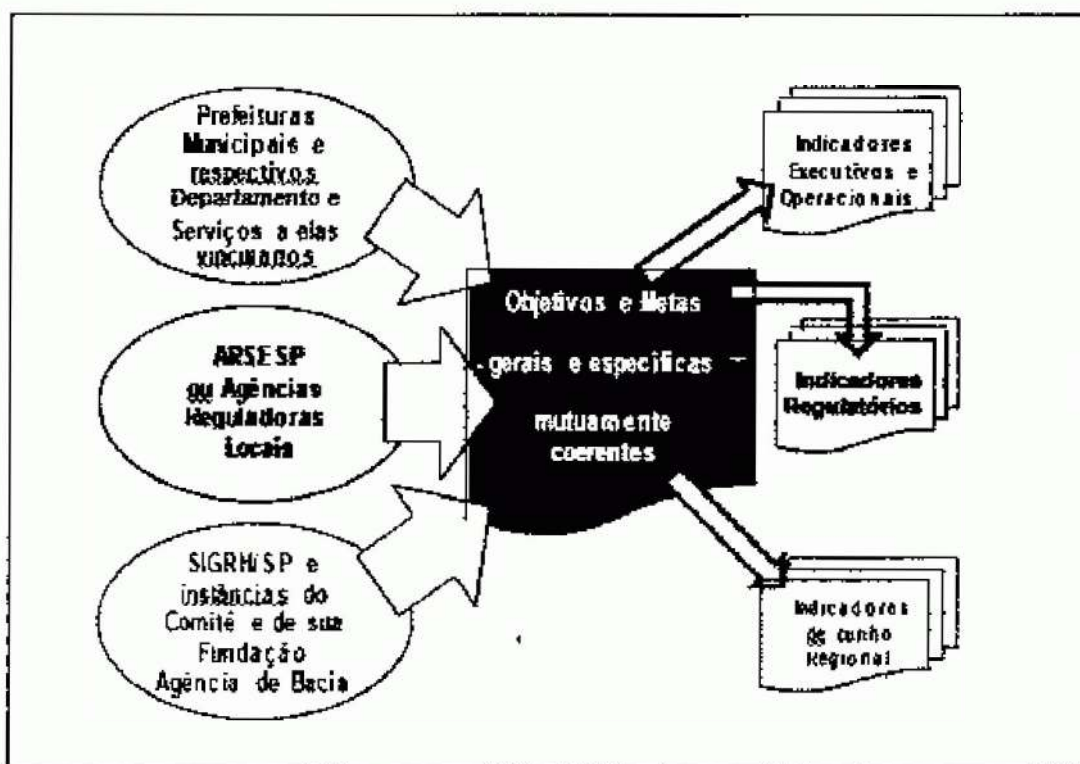 Prefeituras
Municipais e
respectivos
Departamento e
Serviços a elas
vinculados
ARSESP
ou Agências
Reguladoras
Locais
SIGRH/SP e
instâncias do
Comitê e de sua
Fundação
Agência de Bacia
Objetivos e Metas
gerais e específicas
mutuamente
coerentes
Indicadores
Executivos e
Operacionais
Indicadores
Regulatórios
Indicadores
de cunho
Regional